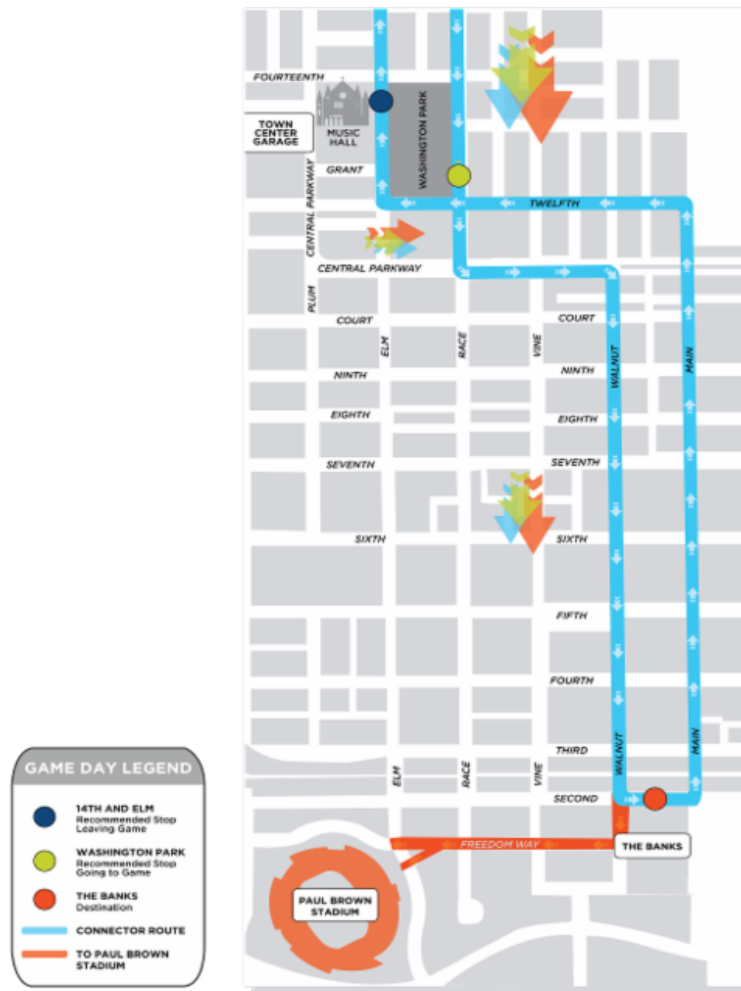 FOURTEENTH
TOWN
CENTER
GARAGE
MUSIC
HALL
WASHINGTON PARK
GRANT
CENTRAL PARKWAY
TWELFTH
CENTRAL PARKWAY
PLUM
COURT
COURT
ELM
RACE
VINE
WALNUT
MAIN
NINTH
NINTH
EIGHTH
EIGHTH
SEVENTH
SEVENTH
SIXTH
SIXTH
FIFTH
FOURTH
THIRD
ELM
RACE
VINE
WALNUT
MAIN
SECOND
FREEDOM WAY
THE BANKS
PAUL BROWN
STADIUM
GAME DAY LEGEND
14TH AND ELM
Recommended Stop
Leaving Game
WASHINGTON PARK
Recommended Stop
Going to Game
THE BANKS
Destination
CONNECTOR ROUTE
TO PAUL BROWN
STADIUM